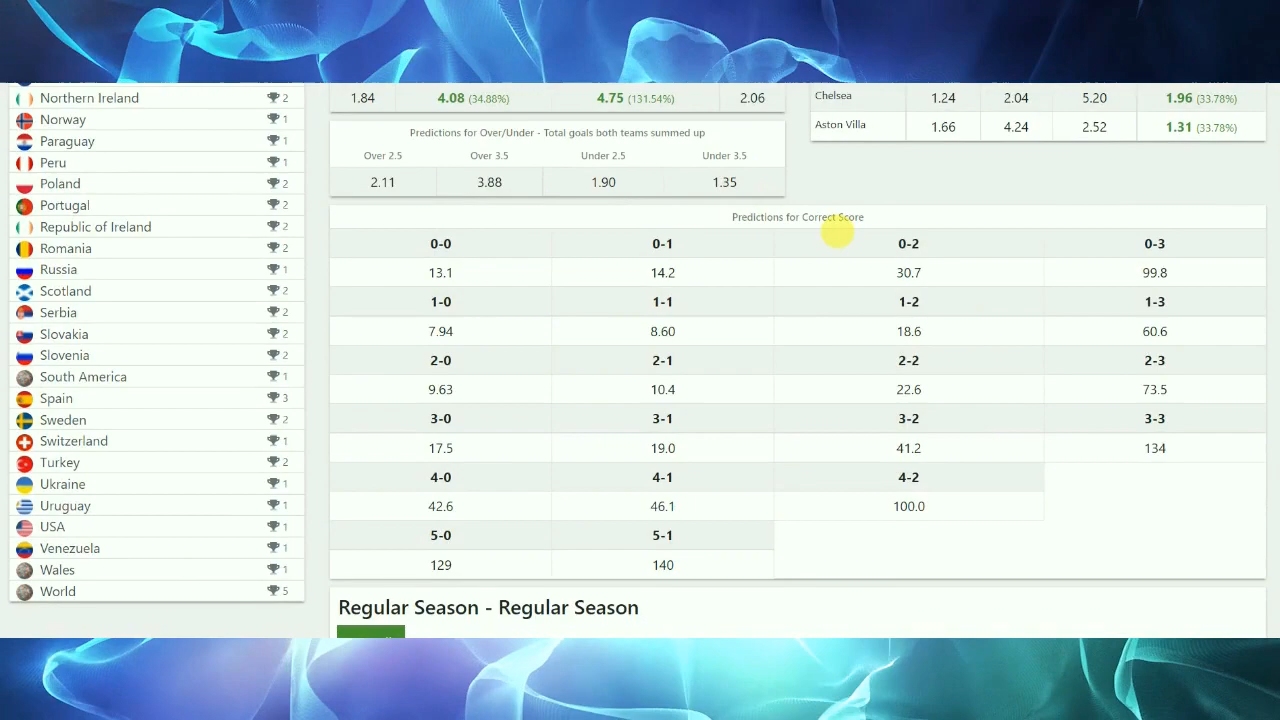 Northern Ireland 2
Norway 1
Paraguay 1
Peru 1
Poland 2
Portugal 2
Republic of Ireland 2
Romania 2
Russia 1
Scotland 2
Serbia 2
Slovakia 2
Slovenia 2
South America 1
Spain 3
Sweden 2
Switzerland 1
Turkey 2
Ukraine 1
Uruguay 1
USA 1
Venezuela 1
Wales 1
World 5
1.84 4.08 (34.88%) 4.75 (131.54%) 2.06
Predictions for Over/Under - Total goals both teams summed up
Over 2.5 Over 3.5 Under 2.5 Under 3.5
2.11 3.88 1.90 1.35
Chelsea 1.24 2.04 5.20 1.96 (33.78%)
Aston Villa 1.66 4.24 2.52 1.31 (33.78%)
Predictions for Correct Score
0-0 0-1 0-2 0-3
13.1 14.2 30.7 99.8
1-0 1-1 1-2 1-3
7.94 8.60 18.6 60.6
2-0 2-1 2-2 2-3
9.63 10.4 22.6 73.5
3-0 3-1 3-2 3-3
17.5 19.0 41.2 134
4-0 4-1 4-2
42.6 46.1 100.0
5-0 5-1
129 140
Regular Season - Regular Season